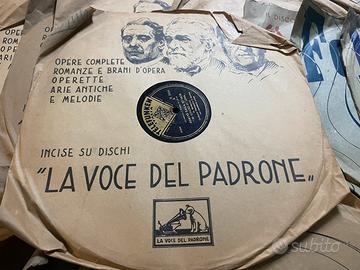 OPERE COMPLETE
ROMANZE E BRANI D'OPERA
OPERETTE
ARIE ANTICHE
E MELODIE
TELEFUNKEN
INCISE SU DISCHI
"LA VOCE DEL PADRONE"
LA VOCE DEL PADRONE
subito